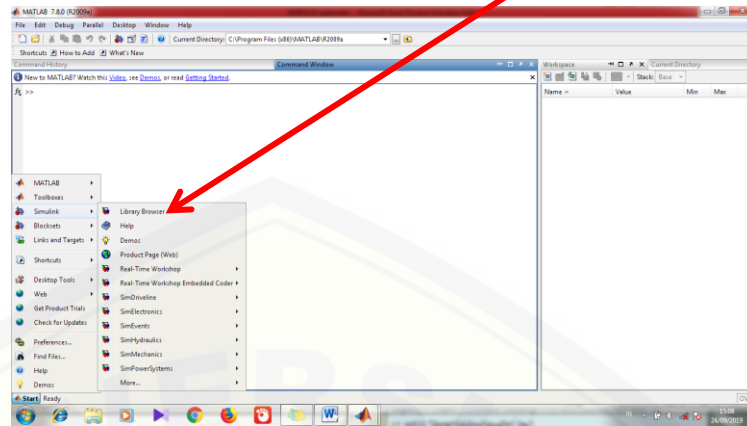 MATLAB 7.8.0 (R2009a)
File Edit Debug Parallel Desktop Window Help
Current Directory: C:\Program Files (x86)\MATLAB\R2009a
Shortcuts How to Add What's New
Command History Command Window Workspace Current Directory
New to MATLAB? Watch this Video, see Demos, or read Getting Started.
Stack: Base
fx >>
Name Value Min Max
MATLAB
Toolboxes
Simulink Library Browser
Blocksets Help
Links and Targets Demos
Product Page (Web)
Shortcuts Real-Time Workshop
Desktop Tools Real-Time Workshop Embedded Coder
Web SimDriveline
Get Product Trials SimElectronics
Check for Updates SimEvents
Preferences... SimHydraulics
Find Files... SimMechanics
Help SimPowerSystems
Demos More...
Start Ready
IN 15:08
24/09/2019